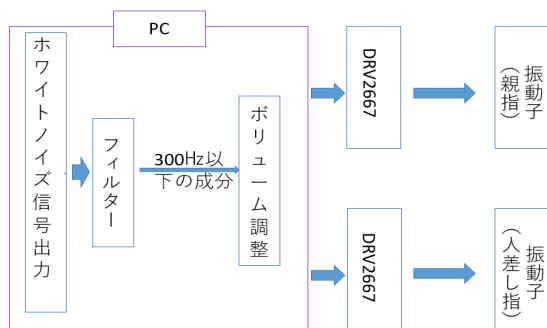 PC
ホワイトノイズ信号出力
フィルター
300Hz以
下の成分
ボリューム調整
DRV2667
振動子
(親指)
DRV2667
振動子
(人差し指)